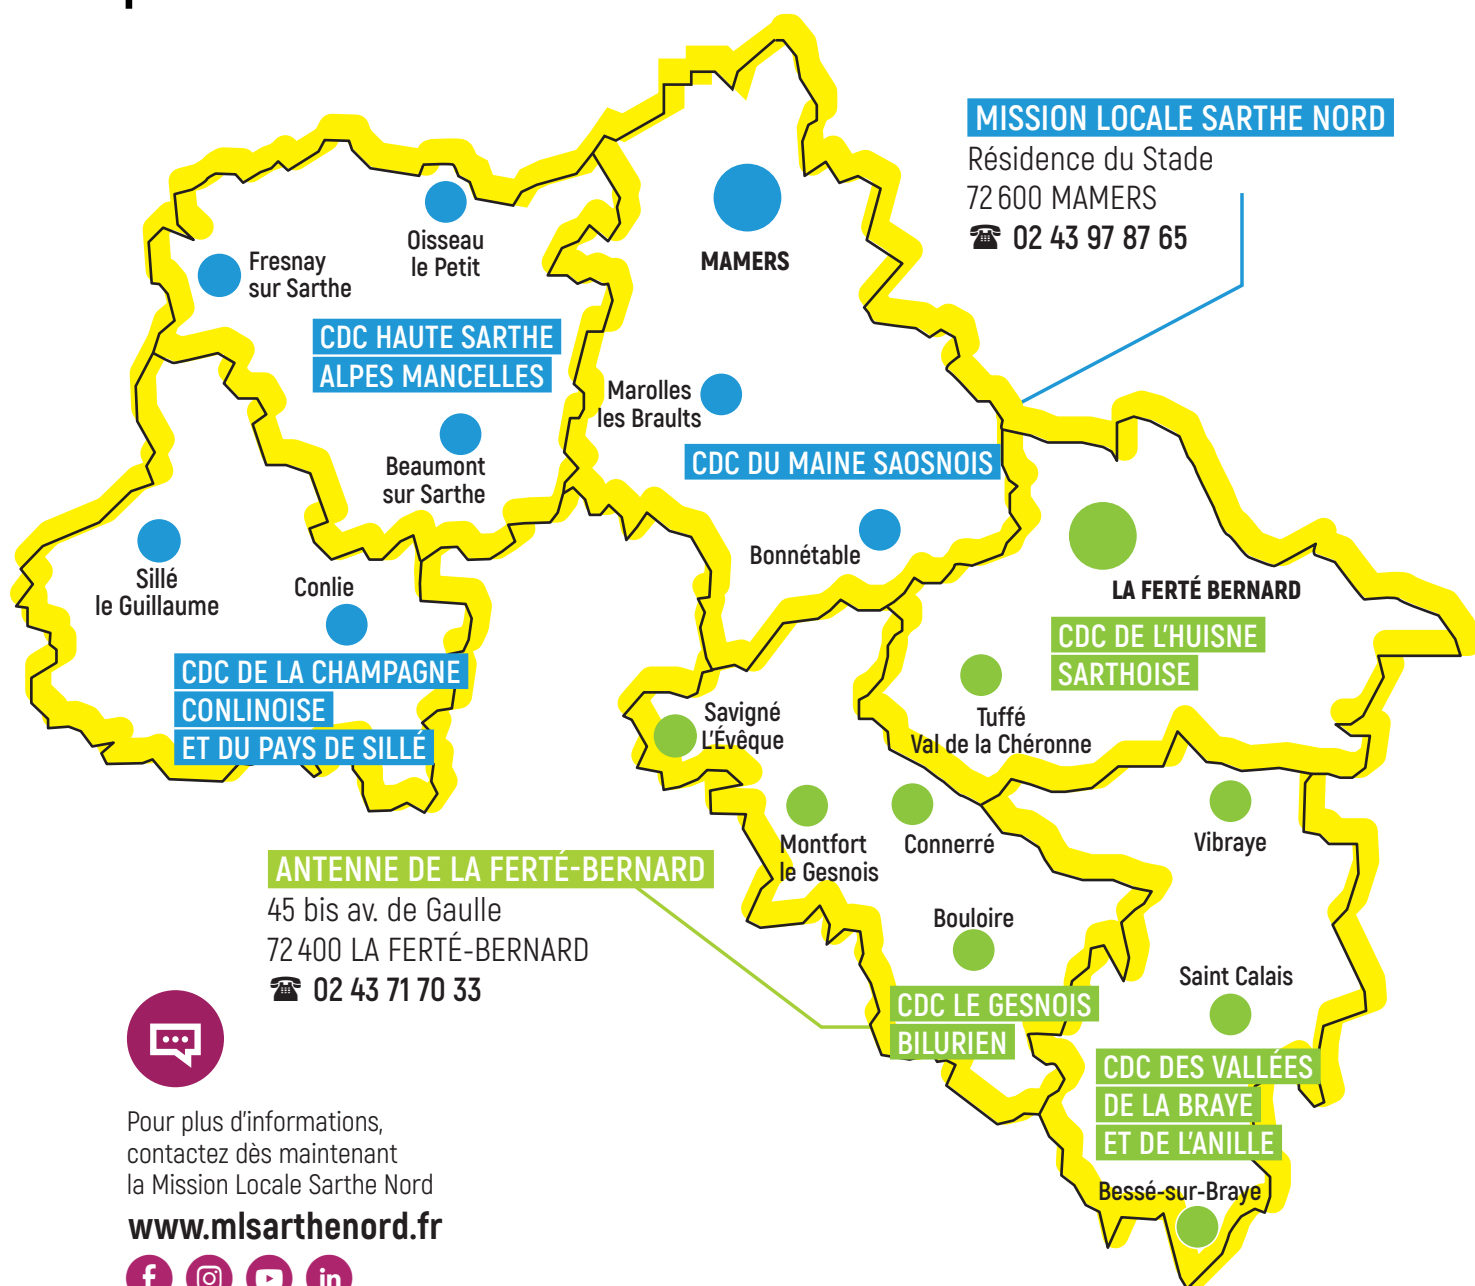 MISSION LOCALE SARTHE NORD
Résidence du Stade
72 600 MAMERS
☎ 02 43 97 87 65
Oisseau
le Petit
Fresnay
sur Sarthe
MAMERS
CDC HAUTE SARTHE
ALPES MANCELLES
Marolles
les Braults
Beaumont
sur Sarthe
CDC DU MAINE SAOSNOIS
Bonnétable
Sillé
le Guillaume
Conlie
LA FERTÉ BERNARD
CDC DE L'HUISNE
SARTHOISE
CDC DE LA CHAMPAGNE
CONLINOISE
ET DU PAYS DE SILLÉ
Savigné
L'Évêque
Tuffé
Val de la Chéronne
Montfort
le Gesnois
Connerré
Vibraye
ANTENNE DE LA FERTÉ-BERNARD
45 bis av. de Gaulle
72 400 LA FERTÉ-BERNARD
☎ 02 43 71 70 33
Bouloire
Saint Calais
CDC LE GESNOIS
BILURIEN
CDC DES VALLÉES
DE LA BRAYE
ET DE L'ANILLE
Bessé-sur-Braye
Pour plus d'informations,
contactez dès maintenant
la Mission Locale Sarthe Nord
www.mlsarthenord.fr